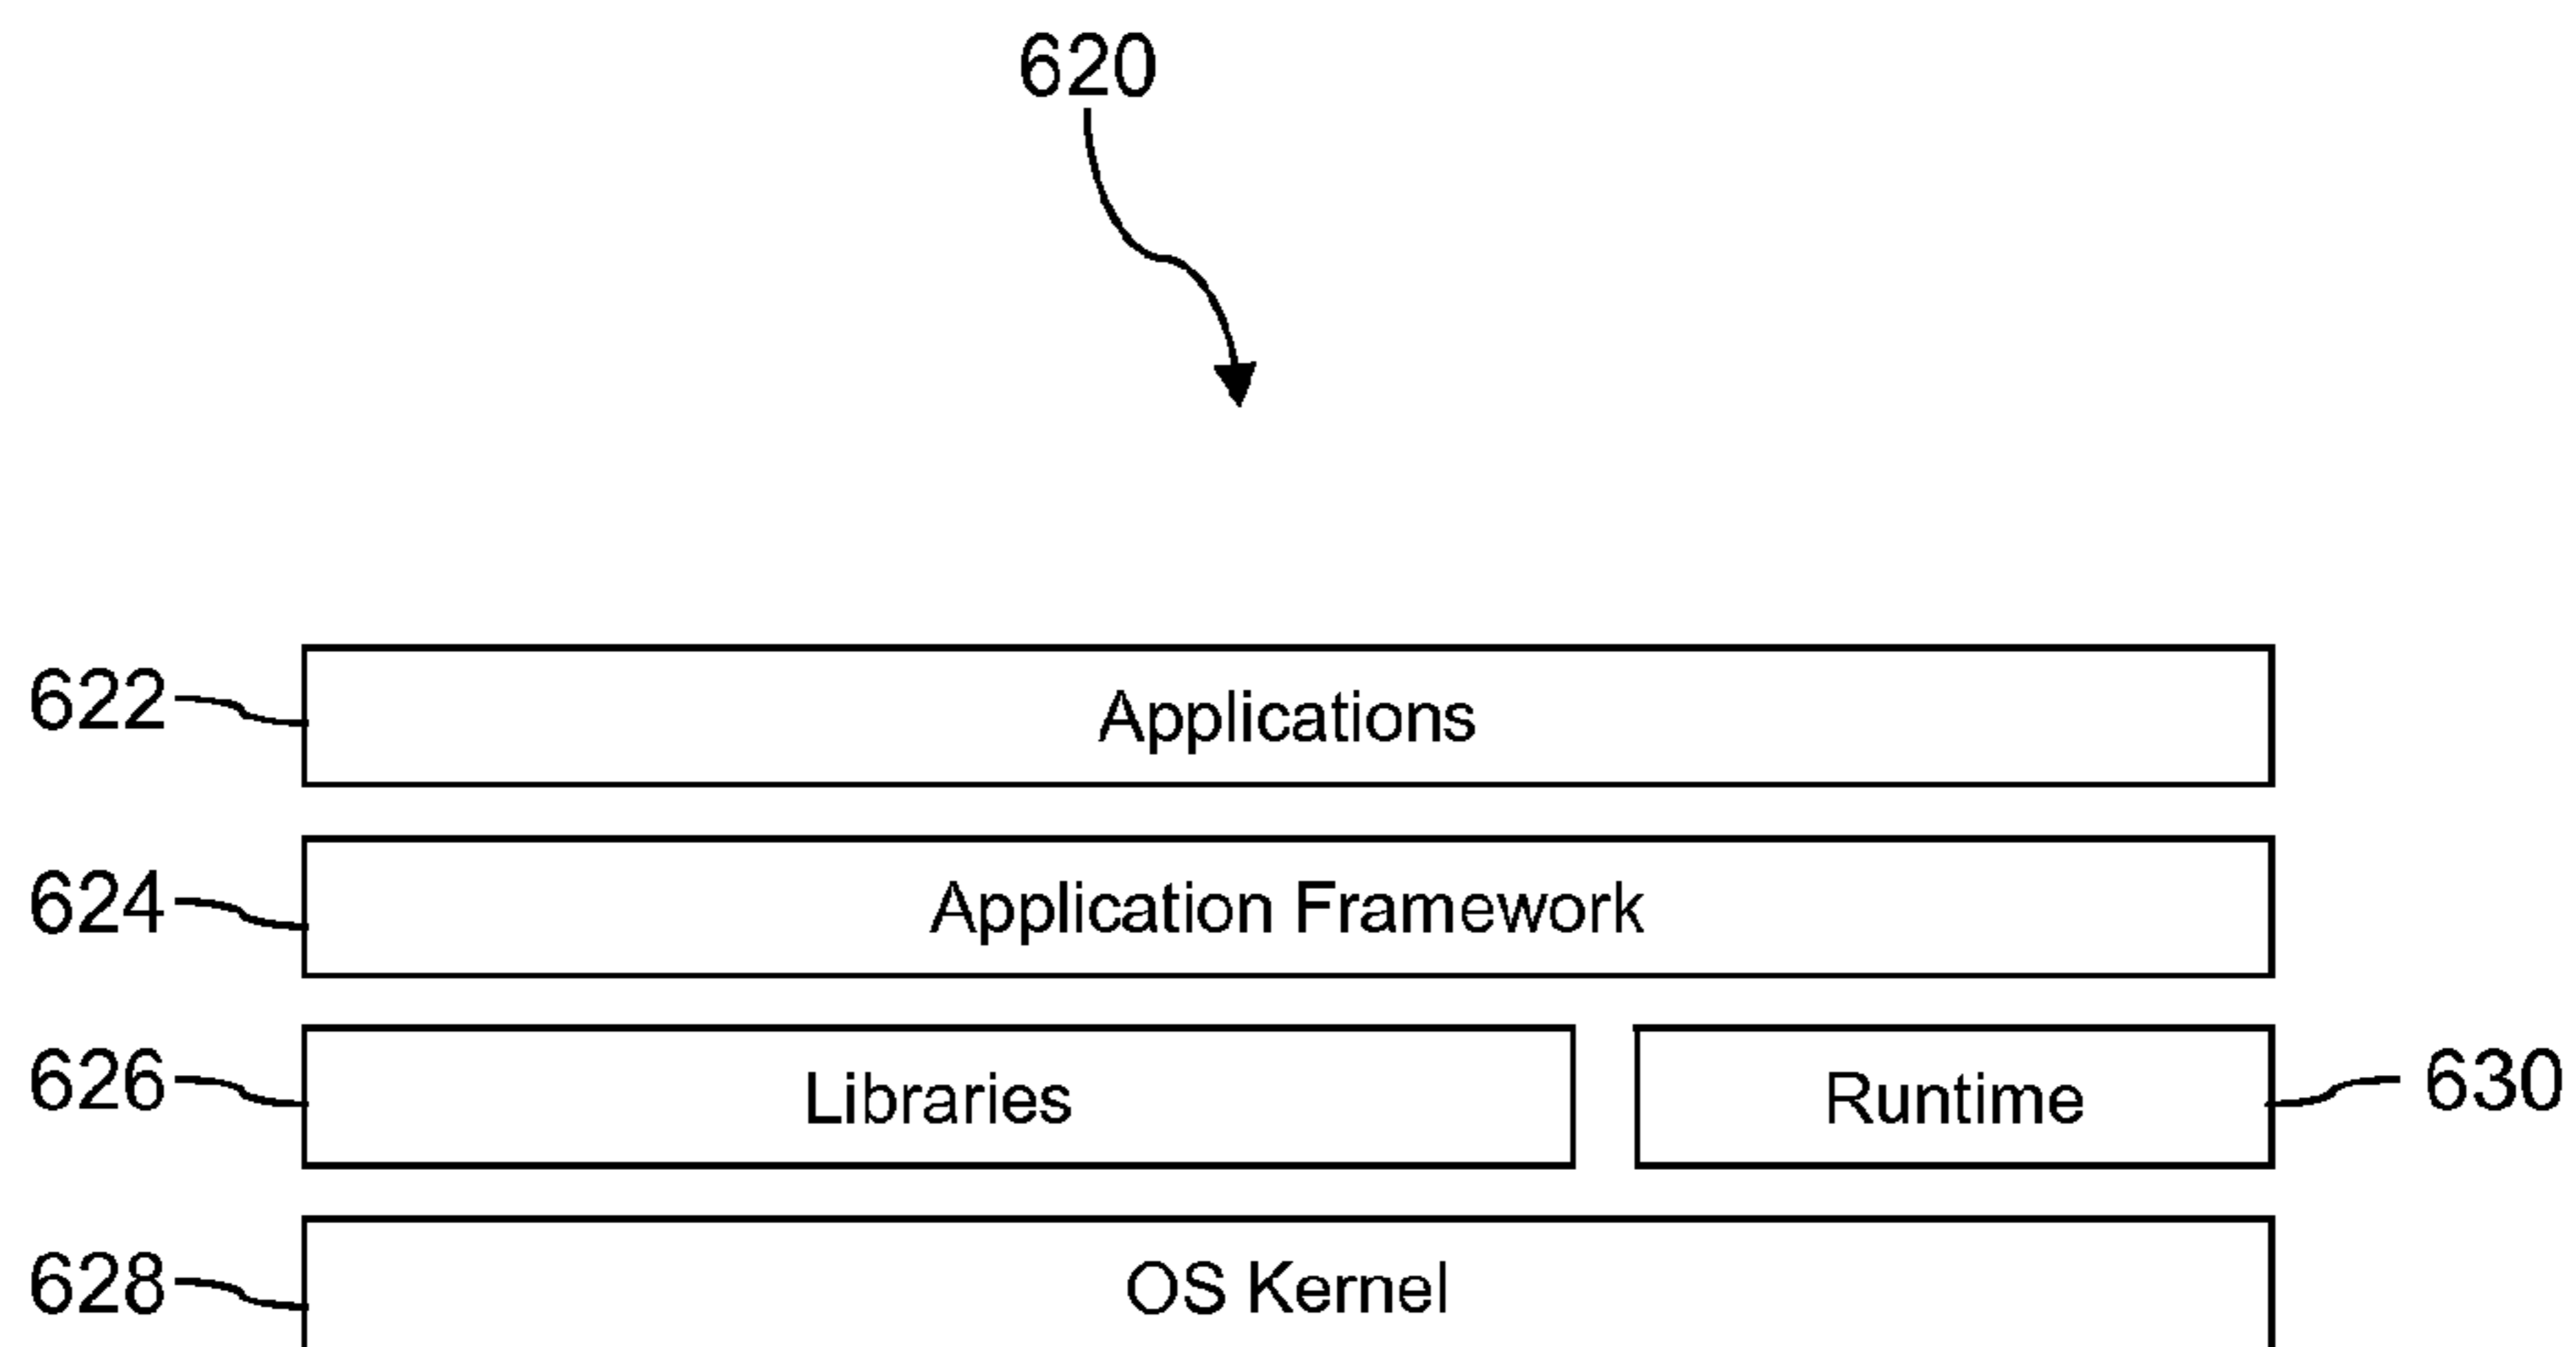 620
622 Applications
624 Application Framework
626 Libraries Runtime 630
628 OS Kernel